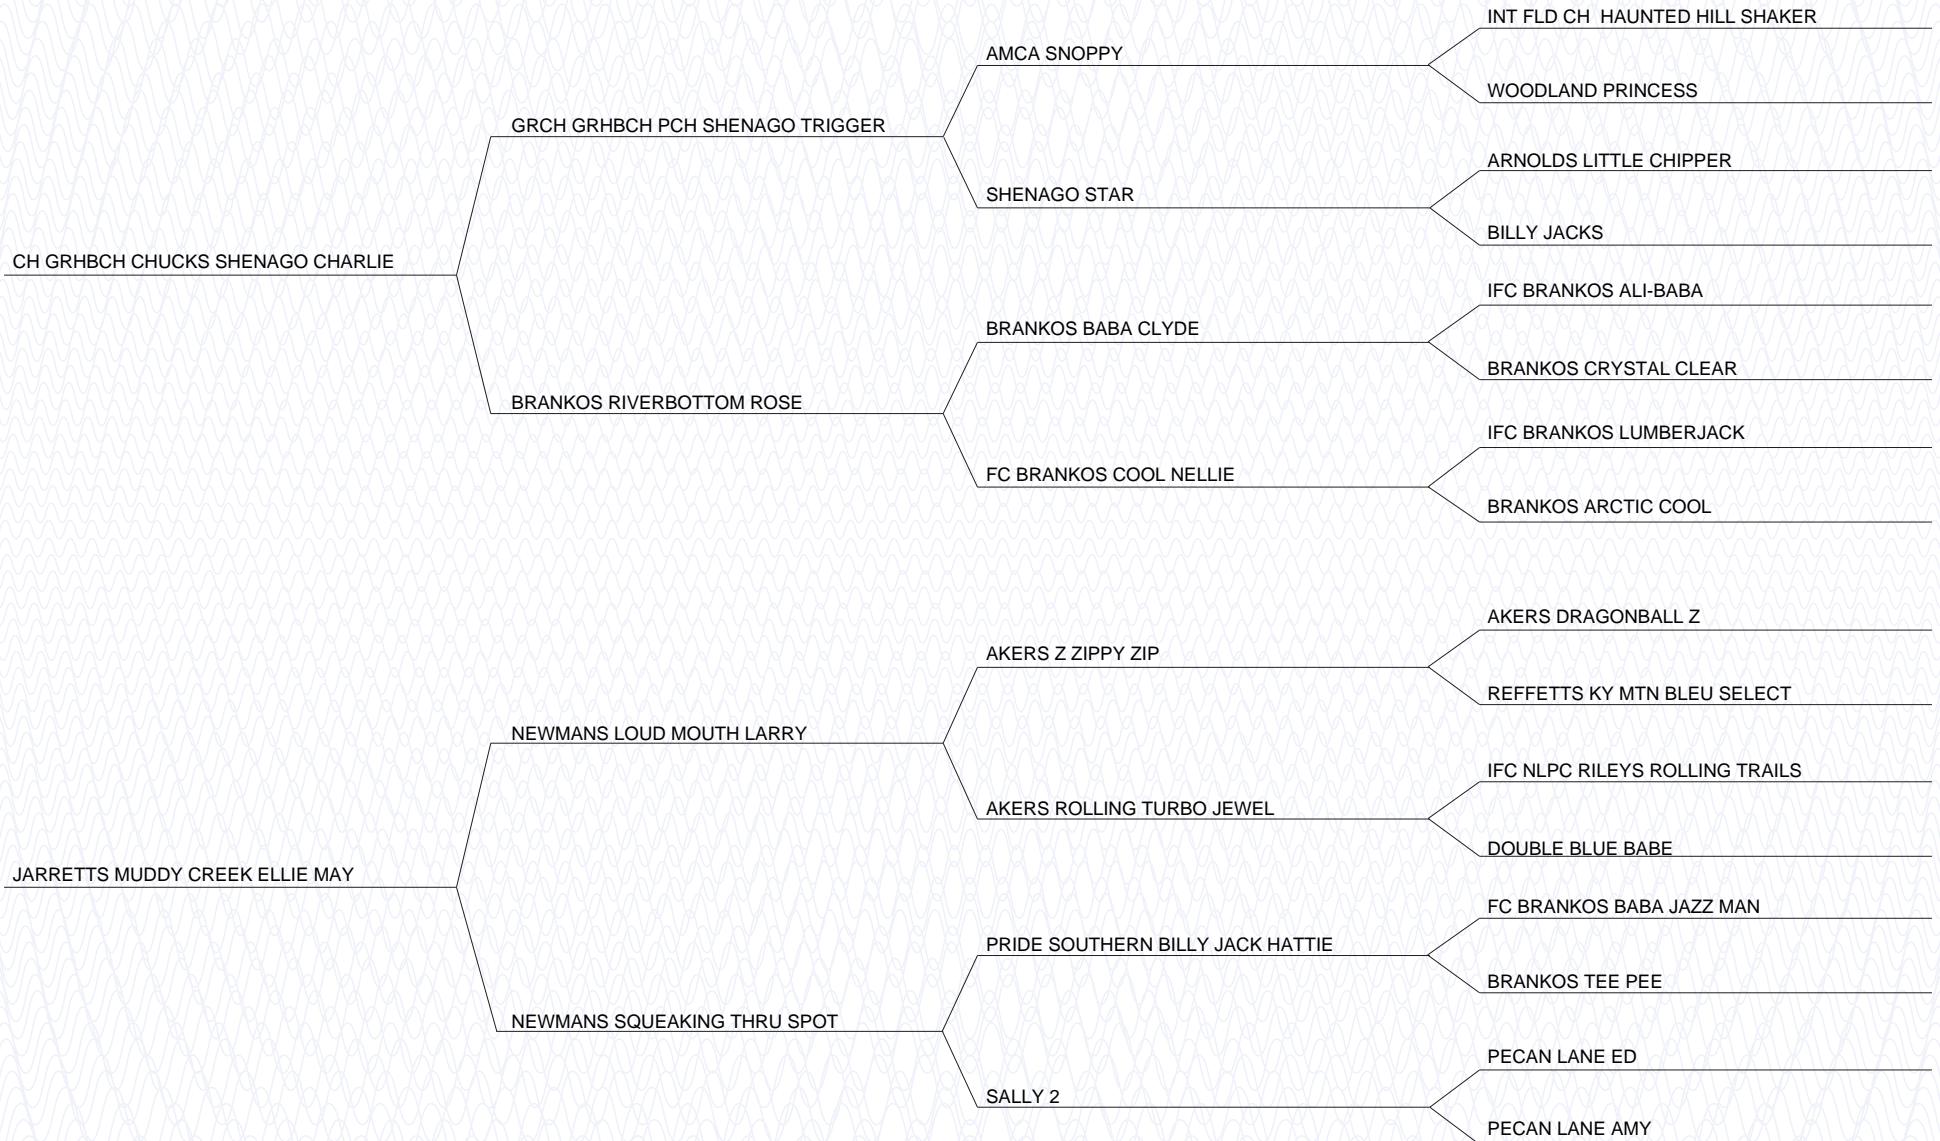 INT FLD CH  HAUNTED HILL SHAKER
AMCA SNOPPY
WOODLAND PRINCESS
GRCH GRHBCH PCH SHENAGO TRIGGER
ARNOLDS LITTLE CHIPPER
SHENAGO STAR
BILLY JACKS
CH GRHBCH CHUCKS SHENAGO CHARLIE
IFC BRANKOS ALI-BABA
BRANKOS BABA CLYDE
BRANKOS CRYSTAL CLEAR
BRANKOS RIVERBOTTOM ROSE
IFC BRANKOS LUMBERJACK
FC BRANKOS COOL NELLIE
BRANKOS ARCTIC COOL
AKERS DRAGONBALL Z
AKERS Z ZIPPY ZIP
REFFETTS KY MTN BLEU SELECT
NEWMANS LOUD MOUTH LARRY
IFC NLPC RILEYS ROLLING TRAILS
AKERS ROLLING TURBO JEWEL
DOUBLE BLUE BABE
JARRETTS MUDDY CREEK ELLIE MAY
FC BRANKOS BABA JAZZ MAN
PRIDE SOUTHERN BILLY JACK HATTIE
BRANKOS TEE PEE
NEWMANS SQUEAKING THRU SPOT
PECAN LANE ED
SALLY 2
PECAN LANE AMY